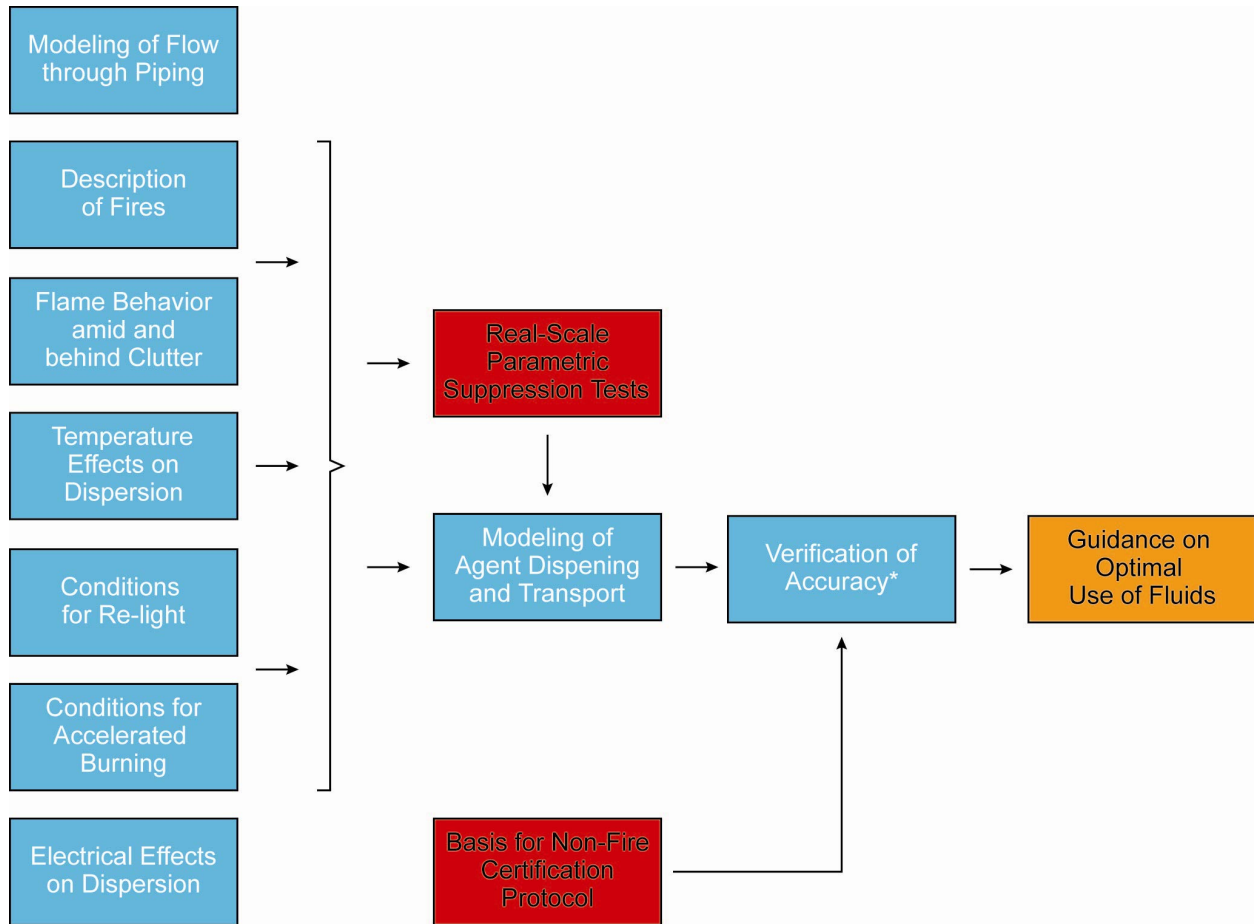 Modeling of Flow
through Piping
Description
of Fires
Flame Behavior
amid and
behind Clutter
Temperature
Effects on
Dispersion
Conditions
for Re-light
Conditions for
Accelerated
Burning
Electrical Effects
on Dispersion
Real-Scale
Parametric
Suppression Tests
Modeling of
Agent Dispening
and Transport
Basis for Non-Fire
Certification
Protocol
Verification of
Accuracy*
Guidance on
Optimal
Use of Fluids